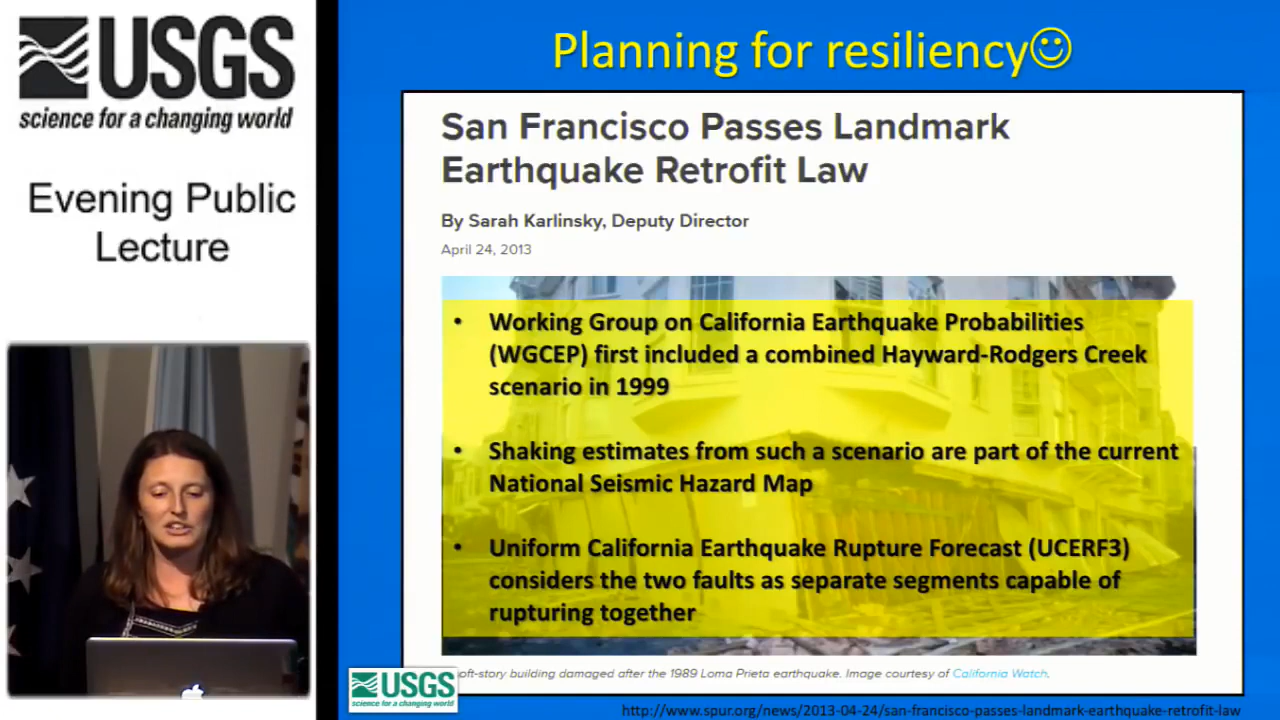 USGS
science for a changing world
Evening Public
Lecture
Planning for resiliency☺
San Francisco Passes Landmark
Earthquake Retrofit Law
By Sarah Karlinsky, Deputy Director
April 24, 2013
• Working Group on California Earthquake Probabilities
(WGCEP) first included a combined Hayward-Rodgers Creek
scenario in 1999
• Shaking estimates from such a scenario are part of the current
National Seismic Hazard Map
• Uniform California Earthquake Rupture Forecast (UCERF3)
considers the two faults as separate segments capable of
rupturing together
oft-story building damaged after the 1989 Loma Prieta earthquake. Image courtesy of California Watch.
USGS
science for a changing world
http://www.spur.org/news/2013-04-24/san-francisco-passes-landmark-earthquake-retrofit-law